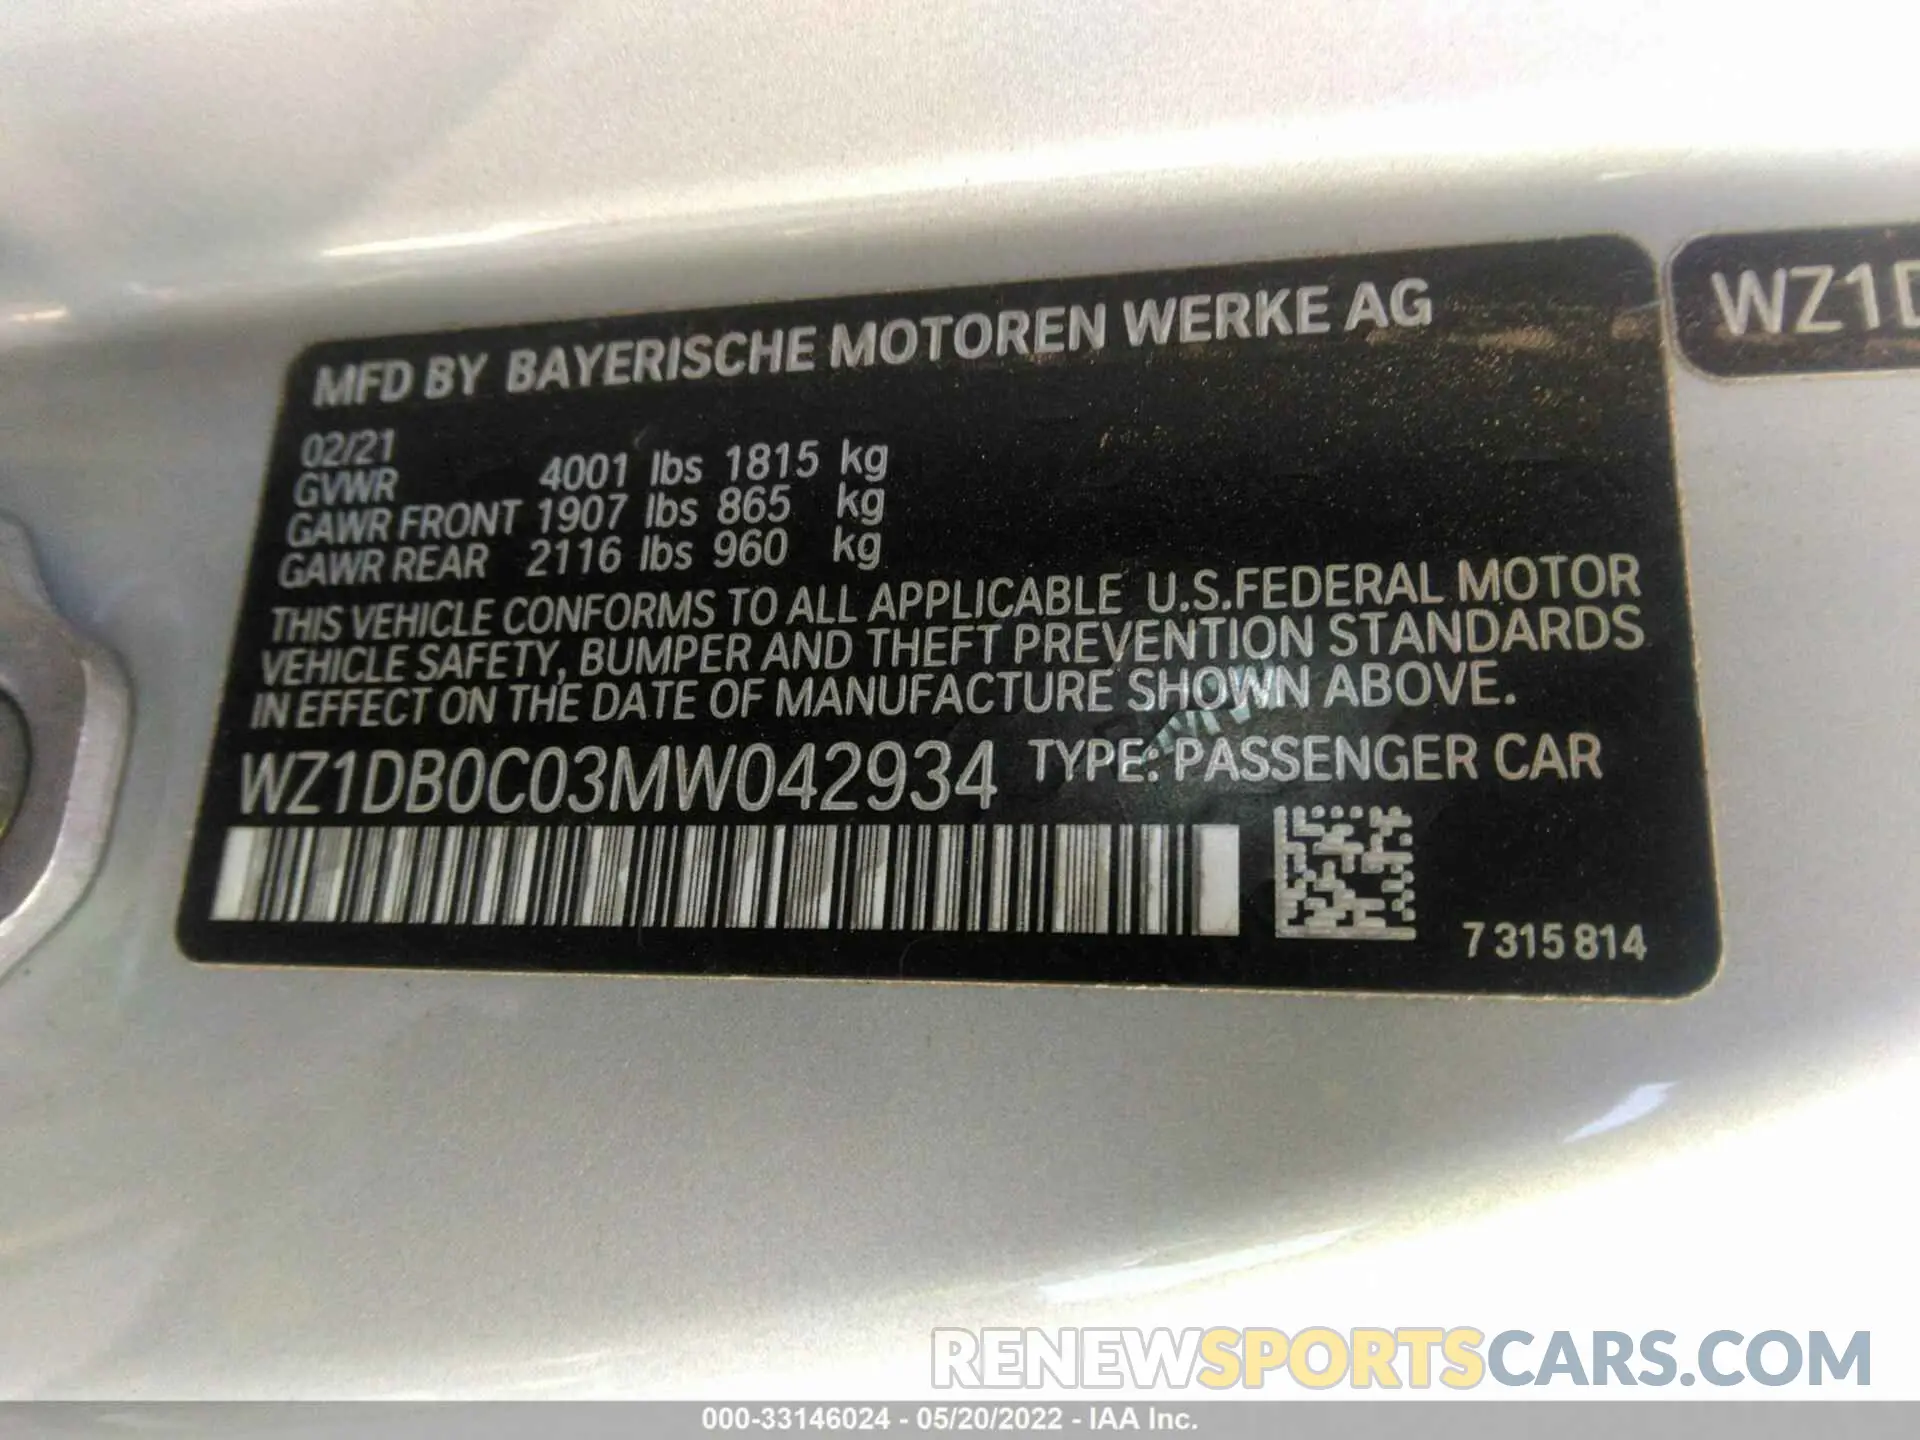 MFD BY BAYERISCHE MOTOREN WERKE AG
WZ1D
02/21
GVWR 4001 lbs 1815 kg
GAWR FRONT 1907 lbs 865 kg
GAWR REAR 2116 lbs 960 kg
THIS VEHICLE CONFORMS TO ALL APPLICABLE U.S.FEDERAL MOTOR
VEHICLE SAFETY, BUMPER AND THEFT PREVENTION STANDARDS
IN EFFECT ON THE DATE OF MANUFACTURE SHOWN ABOVE.
WZ1DB0C03MW042934 TYPE: PASSENGER CAR
7 315 814
RENEWSPORTSCARS.COM
000-33146024 - 05/20/2022 - IAA Inc.